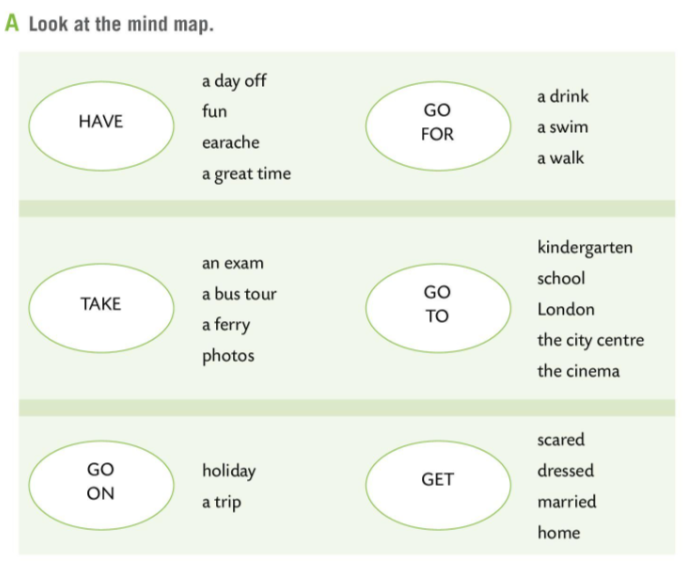 A Look at the mind map.
HAVE
a day off
fun
earache
a great time
GO
FOR
a drink
a swim
a walk
TAKE
an exam
a bus tour
a ferry
photos
GO
TO
kindergarten
school
London
the city centre
the cinema
GO
ON
holiday
a trip
GET
scared
dressed
married
home